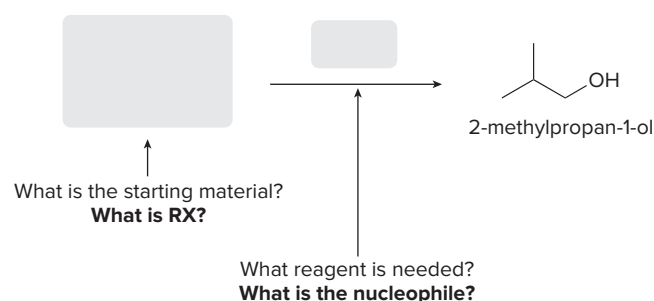 OH
2-methylpropan-1-ol
What is the starting material?
What is RX?
What reagent is needed?
What is the nucleophile?